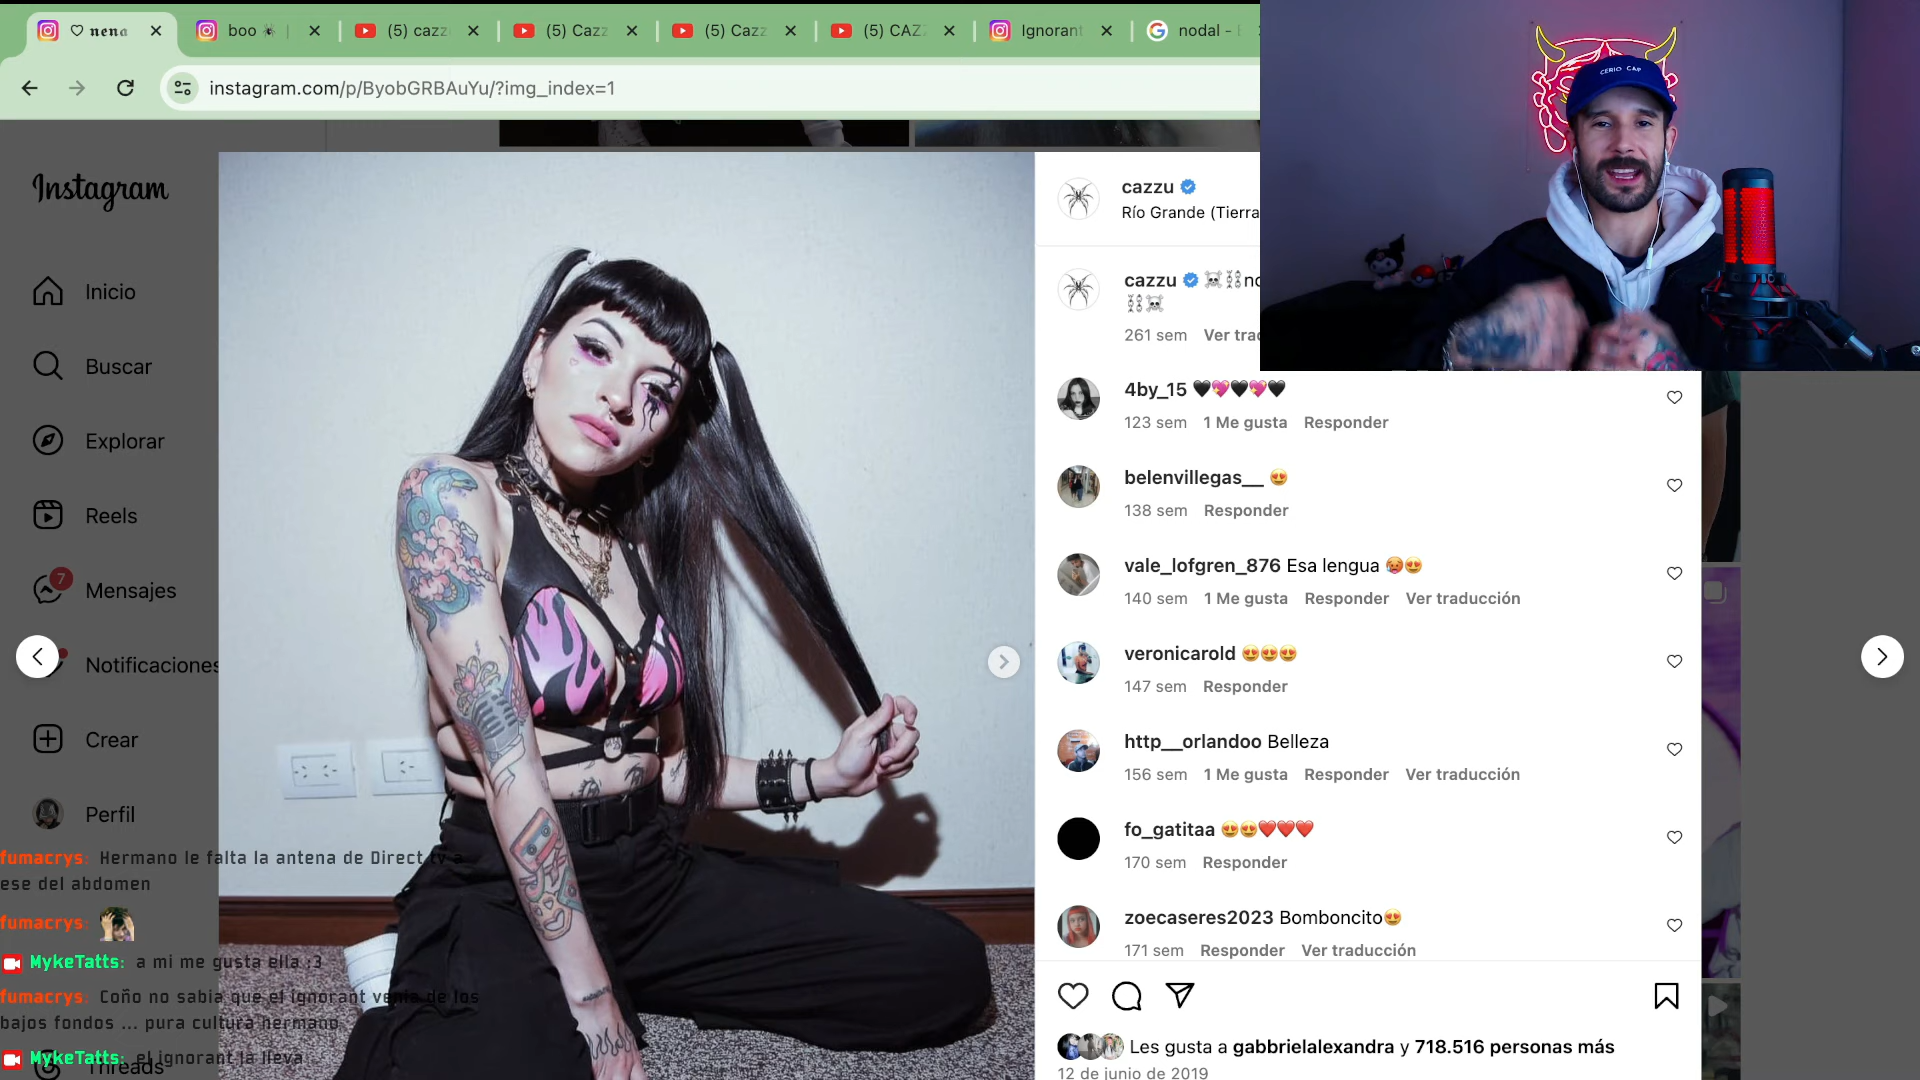 nena
boo
(5) cazz
(5) Cazz
(5) Cazz
(5) CAZ
Ignorant
nodal -
instagram.com/p/ByobGRBAuYu/?img_index=1
CERIO CAP
Instagram
Inicio
Buscar
Explorar
Reels
7
Mensajes
Notificaciones
Crear
Perfil
Threads
cazzu
Río Grande (Tierra
cazzu ☠️⛓️
⛓️☠️
261 sem Ver tra
4by_15 🖤💖🖤💖🖤
123 sem 1 Me gusta Responder
belenvillegas__ 😍
138 sem Responder
vale_lofgren_876 Esa lengua 🥵😍
140 sem 1 Me gusta Responder Ver traducción
veronicarold 😍😍😍
147 sem Responder
http__orlandoo Belleza
156 sem 1 Me gusta Responder Ver traducción
fo_gatitaa 😍😍❤️❤️❤️
170 sem Responder
zoecaseres2023 Bomboncito😍
171 sem Responder Ver traducción
Les gusta a gabbrielalexandra y 718.516 personas más
12 de junio de 2019
fumacrys: Hermano le falta la antena de Direct tv a
ese del abdomen
fumacrys:
MykeTatts: a mi me gusta ella :3
fumacrys: Coño no sabia que el ignorant venia de los
bajos fondos ... pura cultura hermano
MykeTatts: el ignorant la lleva